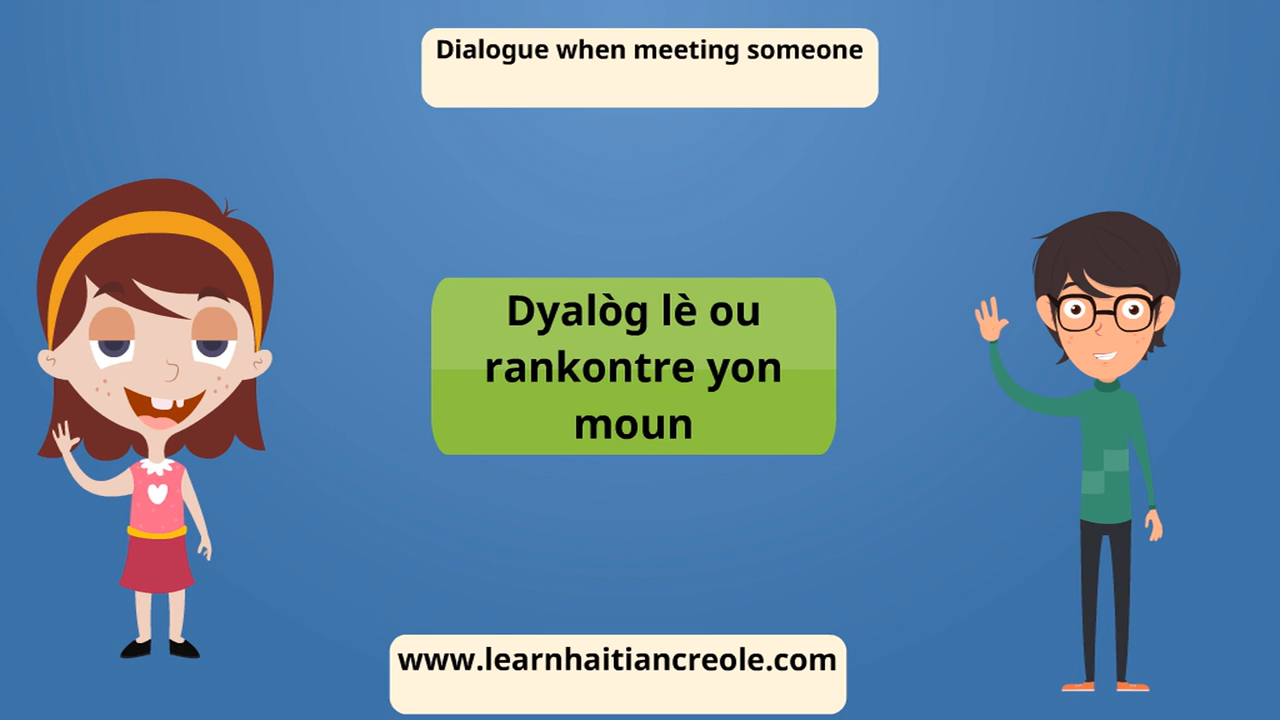 Dialogue when meeting someone
Dyalòg lè ou
rankontre yon
moun
www.learnhaitiancreole.com